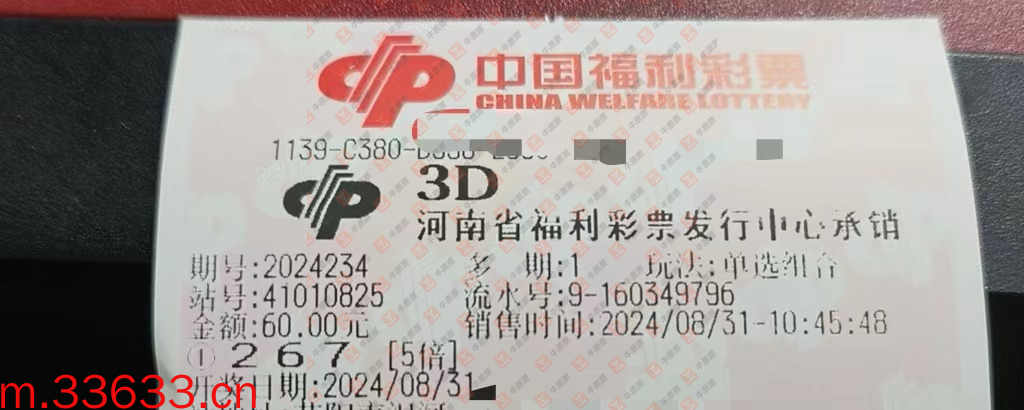 中国福利彩票
CHINA WELFARE LOTTERY
1139-C380-
3D
河南省福利彩票发行中心承销
期号:2024234 多 期:1 玩法:单选组合
站号:41010825 流水号:9-160349796
金额:60.00元 销售时间:2024/08/31-10:45:48
① 2 6 7 [5倍]
开奖日期:2024/08/31
m.33633.cn